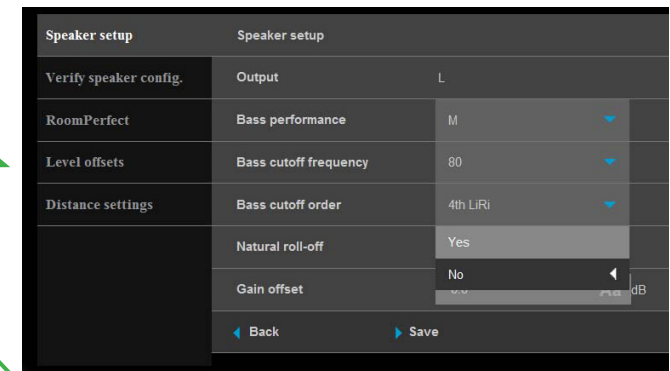 Speaker setup
Speaker setup
Verify speaker config.
Output L
RoomPerfect
Bass performance M
Level offsets
Bass cutoff frequency 80
Distance settings
Bass cutoff order 4th LiRi
Natural roll-off Yes
No
Gain offset dB
Back Save